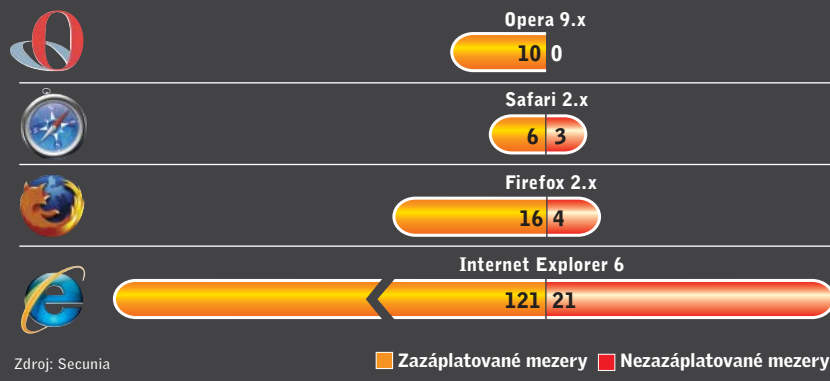 Opera 9.x
10 0
Safari 2.x
6 3
Firefox 2.x
16 4
Internet Explorer 6
121 21
Zdroj: Secunia
Zazáplatované mezery Nezazáplatované mezery